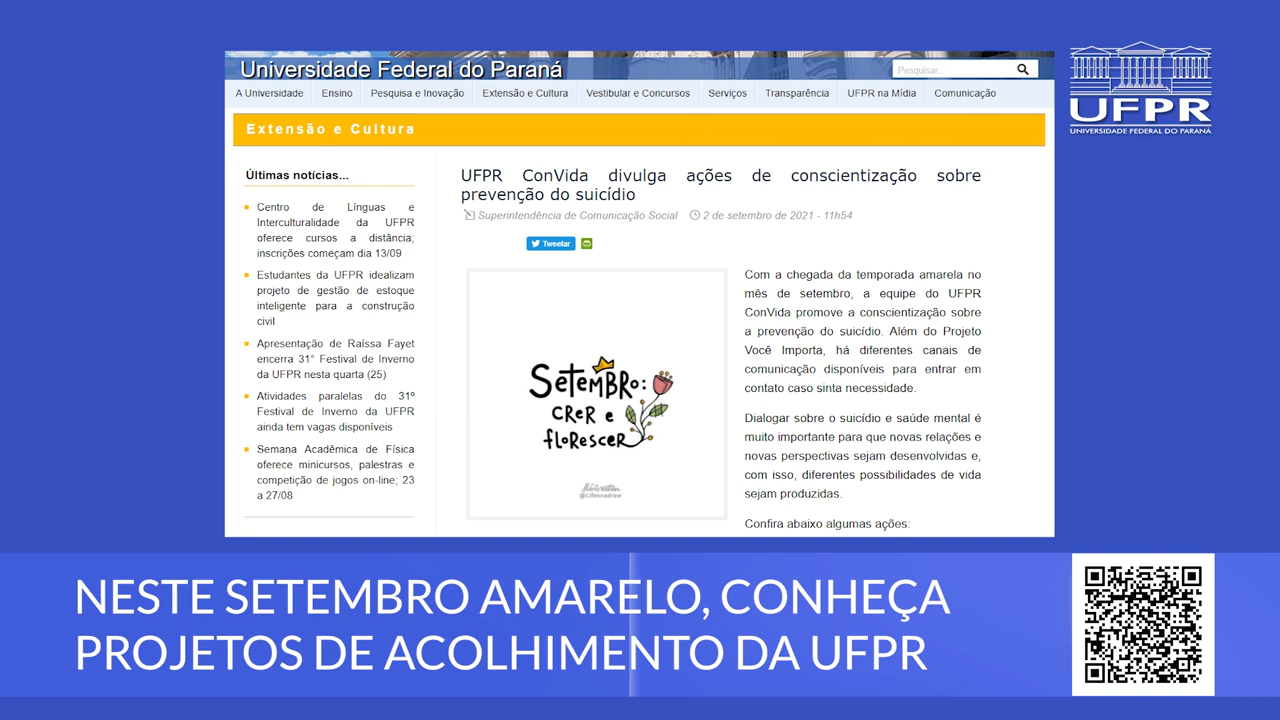 Universidade Federal do Paraná
Pesquisar...
A Universidade Ensino Pesquisa e Inovação Extensão e Cultura Vestibular e Concursos Serviços Transparência UFPR na Mídia Comunicação
UFPR
UNIVERSIDADE FEDERAL DO PARANÁ
Extensão e Cultura
Últimas notícias...
Centro de Línguas e
Interculturalidade da UFPR
oferece cursos a distância;
inscrições começam dia 13/09
Estudantes da UFPR idealizam
projeto de gestão de estoque
inteligente para a construção
civil
Apresentação de Raíssa Fayet
encerra 31° Festival de Inverno
da UFPR nesta quarta (25)
Atividades paralelas do 31º
Festival de Inverno da UFPR
ainda tem vagas disponíveis
Semana Acadêmica de Física
oferece minicursos, palestras e
competição de jogos on-line; 23
a 27/08
UFPR ConVida divulga ações de conscientização sobre
prevenção do suicídio
Superintendência de Comunicação Social 2 de setembro de 2021 - 11h54
Tweetar
SeTeMBRo:
CReR e
floRescer
@Lifeonadraw
Com a chegada da temporada amarela no
mês de setembro, a equipe do UFPR
ConVida promove a conscientização sobre
a prevenção do suicídio. Além do Projeto
Você Importa, há diferentes canais de
comunicação disponíveis para entrar em
contato caso sinta necessidade.
Dialogar sobre o suicídio e saúde mental é
muito importante para que novas relações e
novas perspectivas sejam desenvolvidas e,
com isso, diferentes possibilidades de vida
sejam produzidas.
Confira abaixo algumas ações:
NESTE SETEMBRO AMARELO, CONHEÇA
PROJETOS DE ACOLHIMENTO DA UFPR